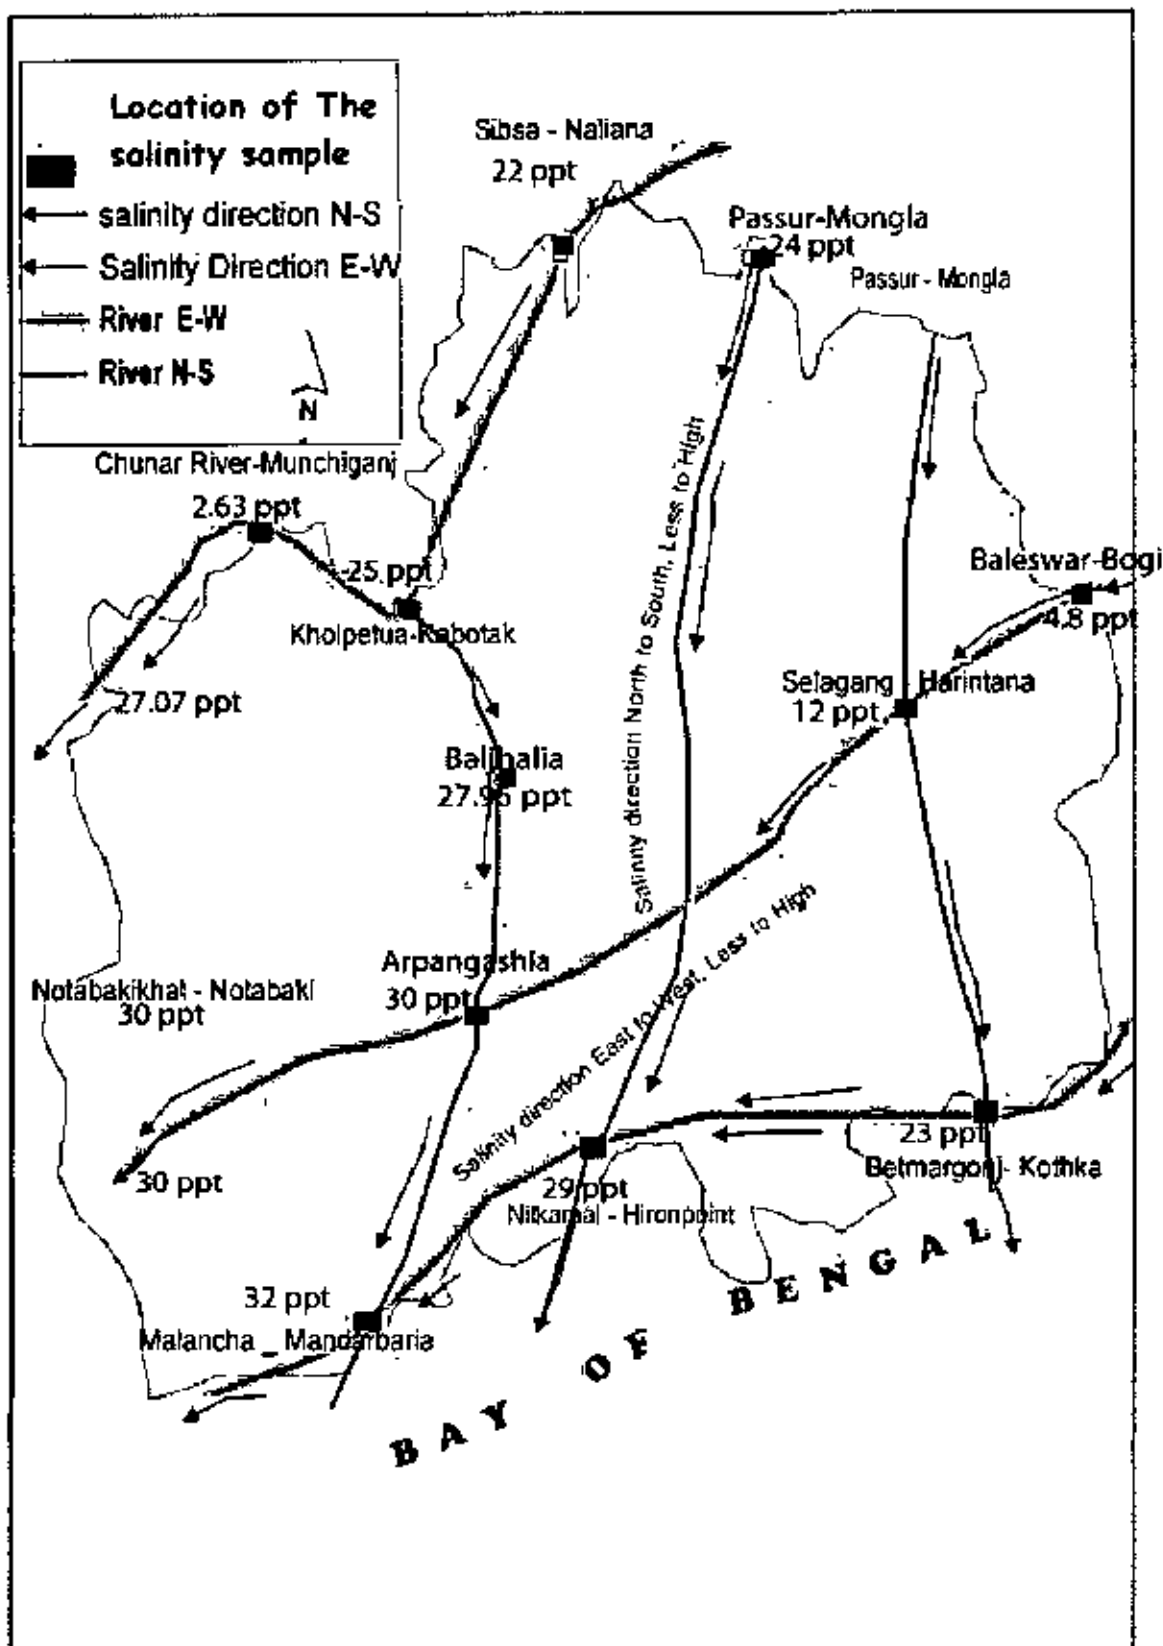 Location of The
salinity sample
salinity direction N-S
Salinity Direction E-W
River E-W
River N-S
N
Sibsa - Naliana
22 ppt
Passur-Mongla
24 ppt
Passur - Mongla
Chunar River-Munchiganj
2.63 ppt
25 ppt
Kholpetua-Kobotak
Baleswar-Bogi
4.8 ppt
27.07 ppt
Selagang Harintana
12 ppt
Balihalia
27.96 ppt
Salinny direction North to South, Less to High
Arpangashia
30 ppt
Notabakikhal - Notabaki
30 ppt
Salinity direction East to West, Less to High
30 ppt
23 ppt
Betmargonj- Kothka
29 ppt
Nilkamal - Hironpoint
32 ppt
Malancha _ Mandarbaria
BAY OF BENGAL